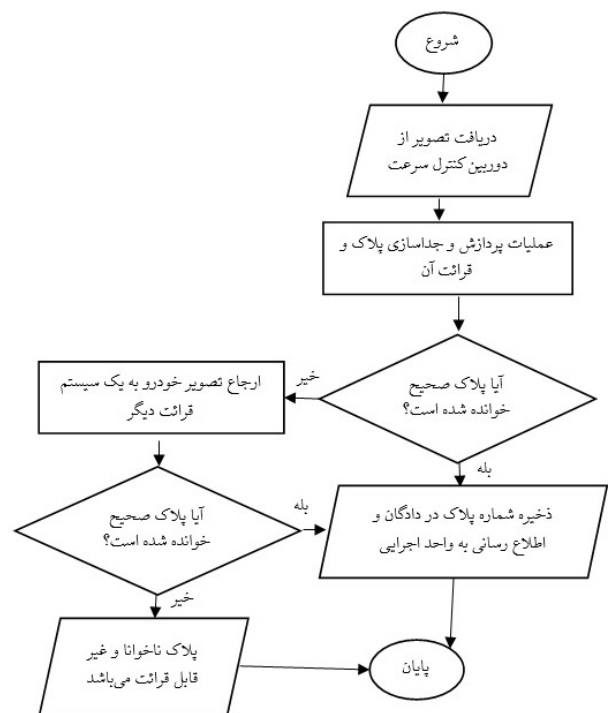 شروع
دریافت تصویر از
دوربین کنترل سرعت
عملیات پردازش و جداسازی پلاک و
قرائت آن
آیا پلاک صحیح
خوانده شده است؟
خیر
ارجاع تصویر خودرو به یک سیستم
قرائت دیگر
بله
آیا پلاک صحیح
خوانده شده است؟
بله
ذخیره شماره پلاک در دادگان و
اطلاع رسانی به واحد اجرایی
خیر
پلاک ناخوانا و غیر
قابل قرائت می‌باشد
پایان